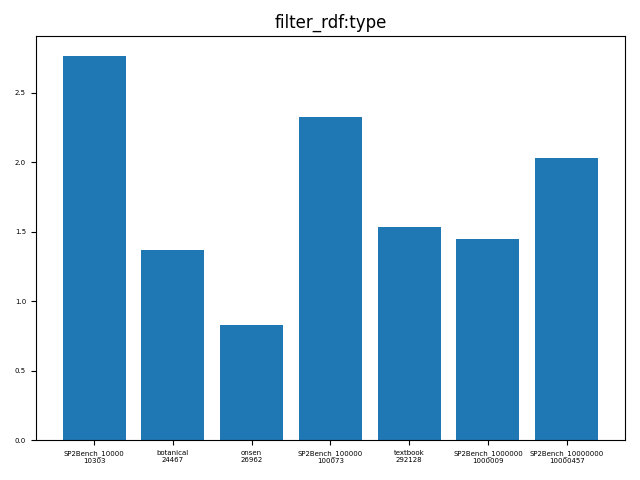 filter_rdf:type
2.5
2.0
1.5
1.0
0.5
0.0
SP2Bench_10000 botanical onsen SP2Bench_100000 textbook SP2Bench_1000000 SP2Bench_10000000
10303 24467 26962 100073 292128 1000009 10000457